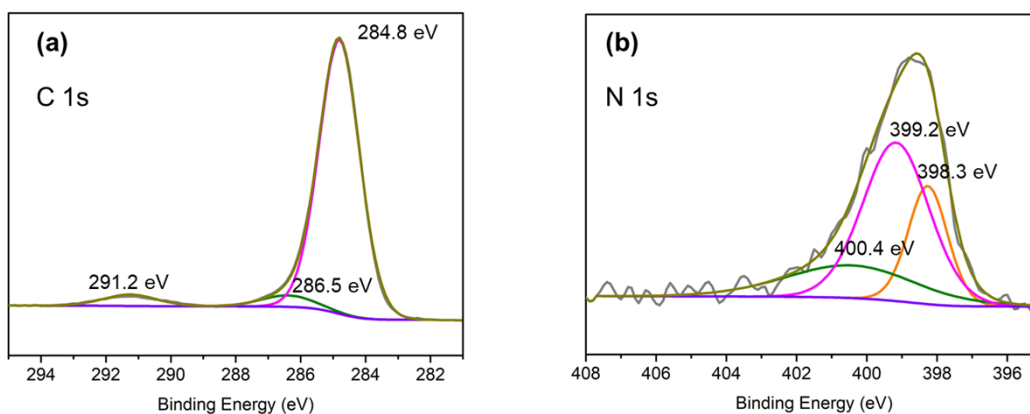 (a)
C 1s
284.8 eV
291.2 eV
286.5 eV
294 292 290 288 286 284 282
Binding Energy (eV)
(b)
N 1s
399.2 eV
398.3 eV
400.4 eV
408 406 404 402 400 398 396
Binding Energy (eV)